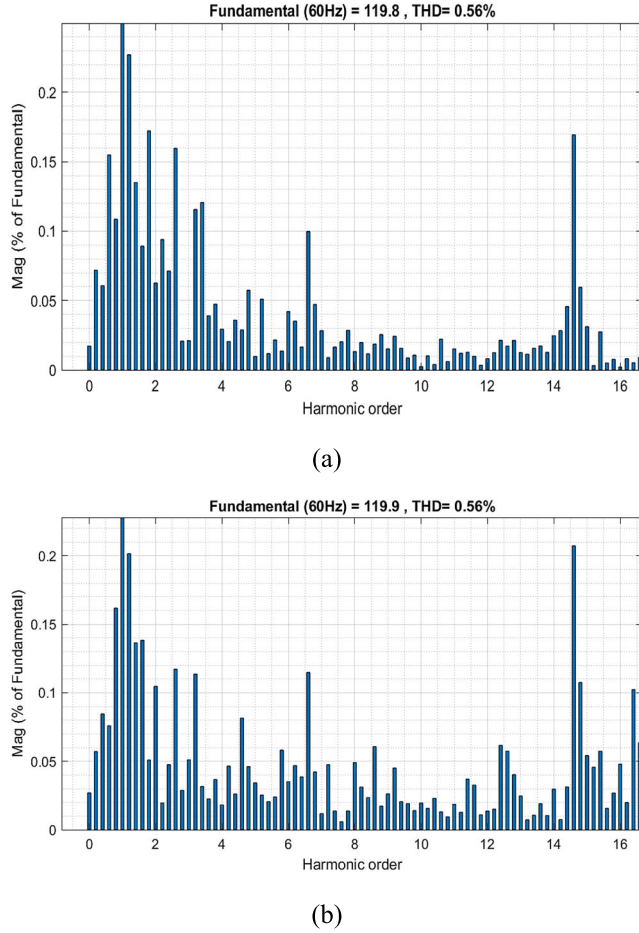 Fundamental (60Hz) = 119.8 , THD= 0.56%
Mag (% of Fundamental)
0.2
0.15
0.1
0.05
0
0 2 4 6 8 10 12 14 16
Harmonic order
(a)
Fundamental (60Hz) = 119.9 , THD= 0.56%
Mag (% of Fundamental)
0.2
0.15
0.1
0.05
0
0 2 4 6 8 10 12 14 16
Harmonic order
(b)